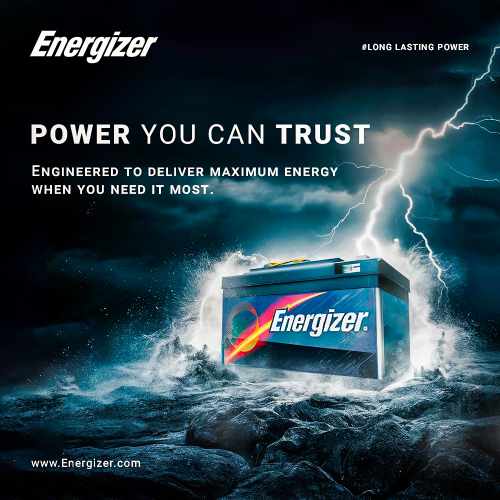 Energizer
#LONG LASTING POWER
POWER YOU CAN TRUST
ENGINEERED TO DELIVER MAXIMUM ENERGY
WHEN YOU NEED IT MOST.
Energizer®
www.Energizer.com